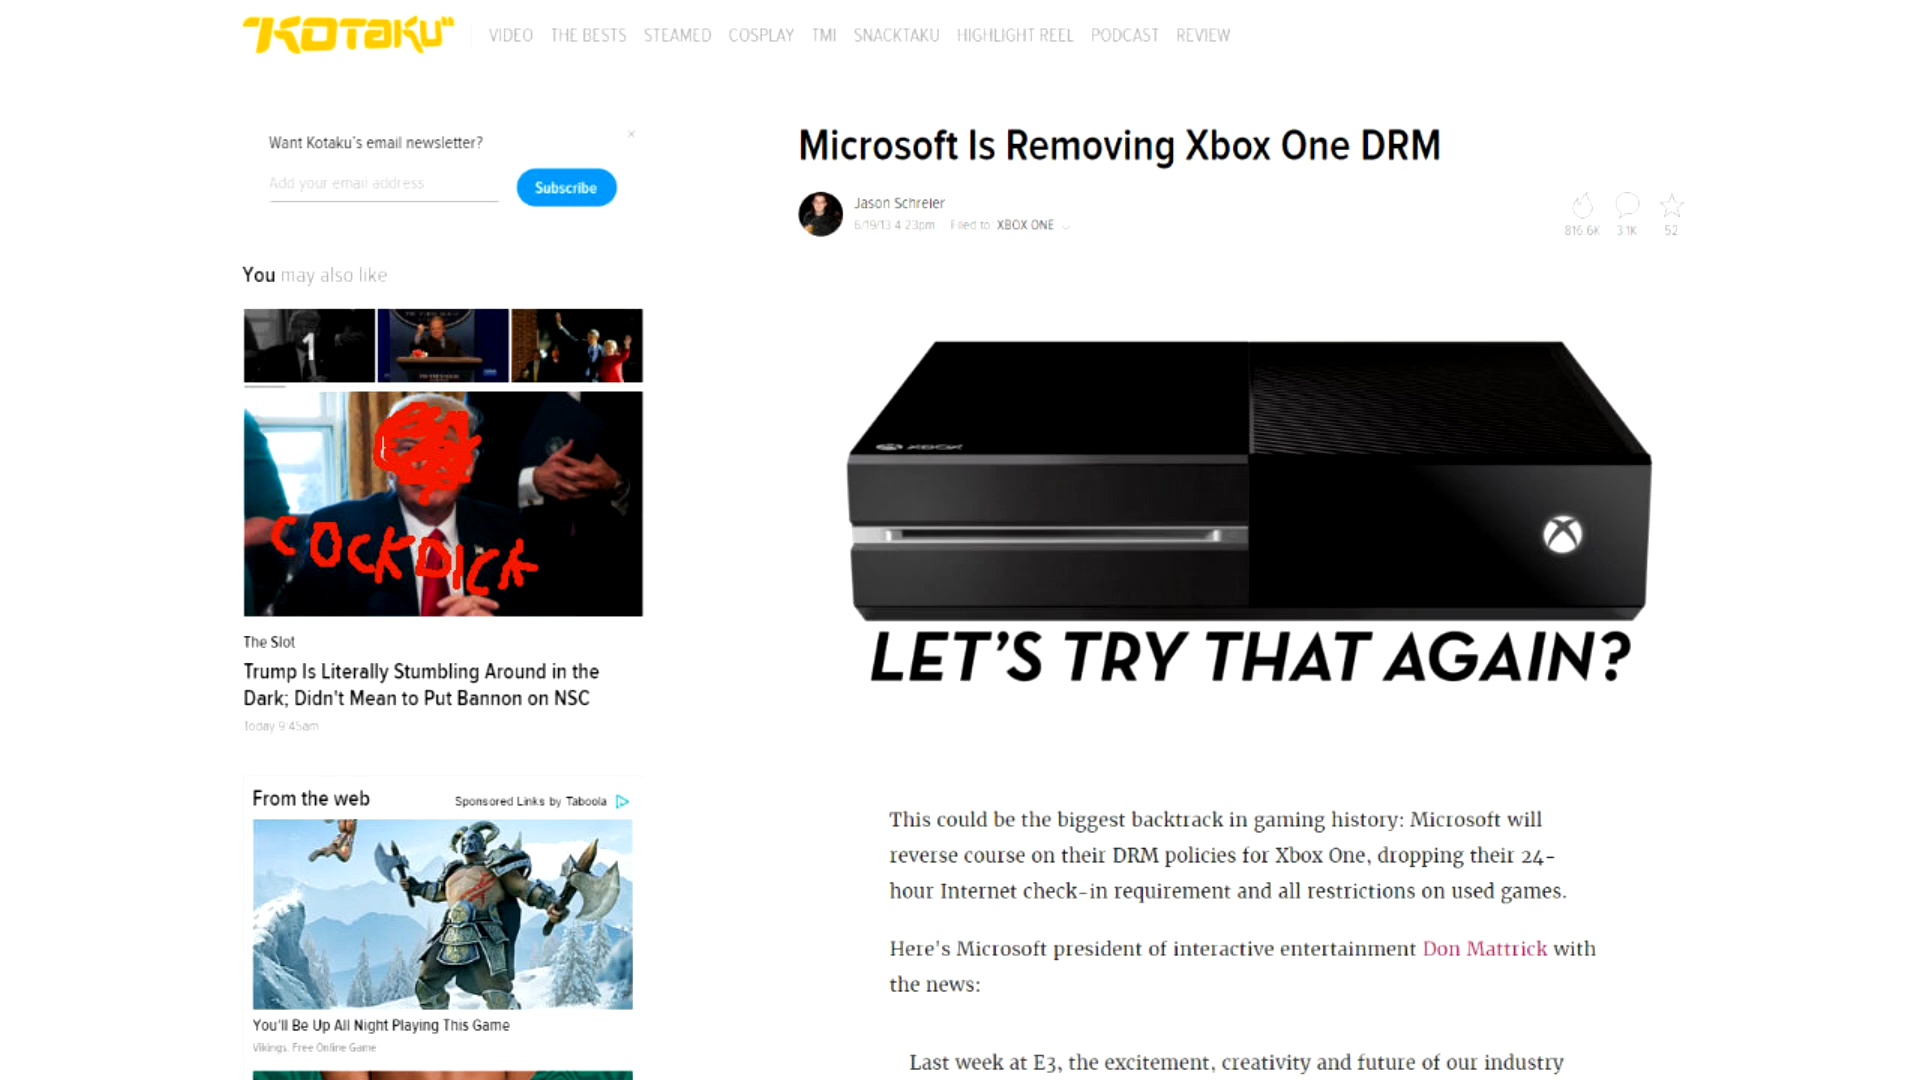 KOTAKU
VIDEO THE BESTS STEAMED COSPLAY TMI SNACKTAKU HIGHLIGHT REEL PODCAST REVIEW
Want Kotaku's email newsletter?
Add your email address
Subscribe
You may also like
1
COCKDICK
The Slot
Trump Is Literally Stumbling Around in the
Dark; Didn't Mean to Put Bannon on NSC
Today 9:45am
From the web
Sponsored Links by Taboola
You'll Be Up All Night Playing This Game
Vikings: Free Online Game
Microsoft Is Removing Xbox One DRM
Jason Schreier
6/19/13 4:23pm Filed to: XBOX ONE
816.6K 3.1K 52
XBOX
LET'S TRY THAT AGAIN?
This could be the biggest backtrack in gaming history: Microsoft will
reverse course on their DRM policies for Xbox One, dropping their 24-
hour Internet check-in requirement and all restrictions on used games.
Here's Microsoft president of interactive entertainment Don Mattrick with
the news:
Last week at E3, the excitement, creativity and future of our industry